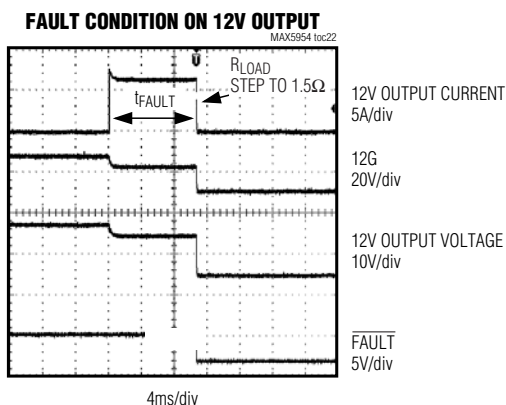 FAULT CONDITION ON 12V OUTPUT
MAX5954 toc22
RLOAD
STEP TO 1.5Ω
tFAULT
12V OUTPUT CURRENT
5A/div
12G
20V/div
12V OUTPUT VOLTAGE
10V/div
FAULT
5V/div
4ms/div